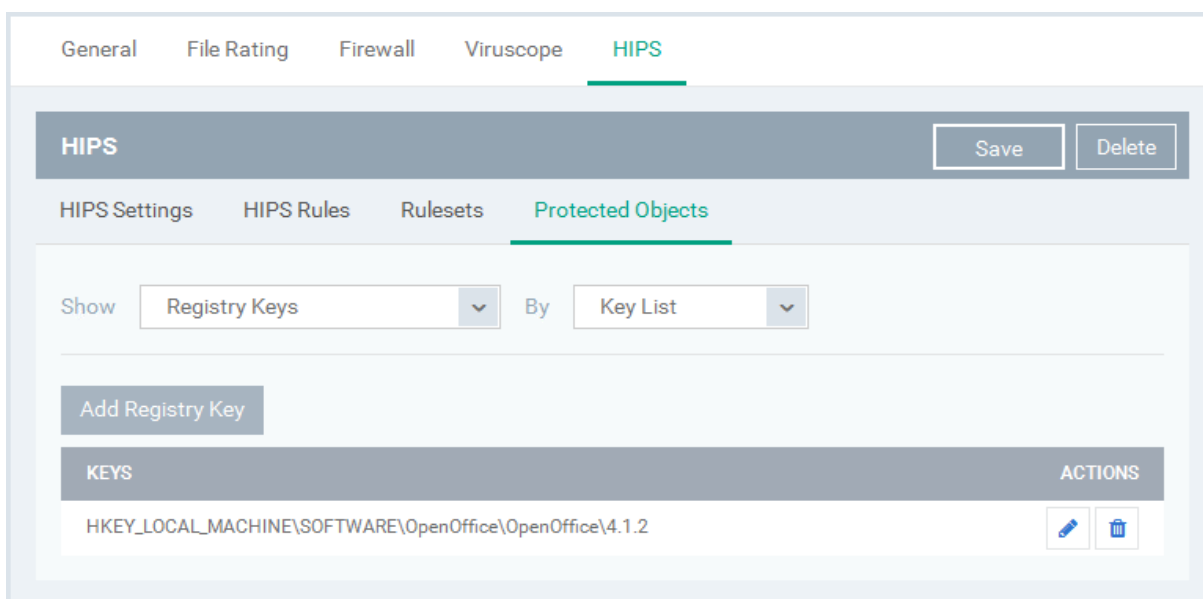 General File Rating Firewall Viruscope HIPS
HIPS Save Delete
HIPS Settings HIPS Rules Rulesets Protected Objects
Show Registry Keys By Key List
Add Registry Key
KEYS ACTIONS
HKEY_LOCAL_MACHINE\SOFTWARE\OpenOffice\OpenOffice\4.1.2